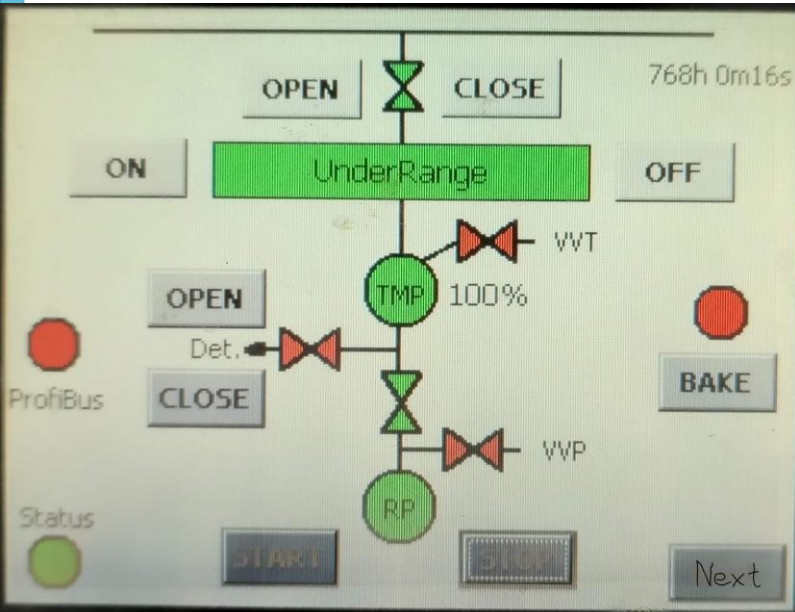 OPEN CLOSE 768h 0m16s
ON UnderRange OFF
VVT
OPEN TMP 100%
Det.
ProfiBus CLOSE BAKE
VVP
RP
Status
START STOP Next